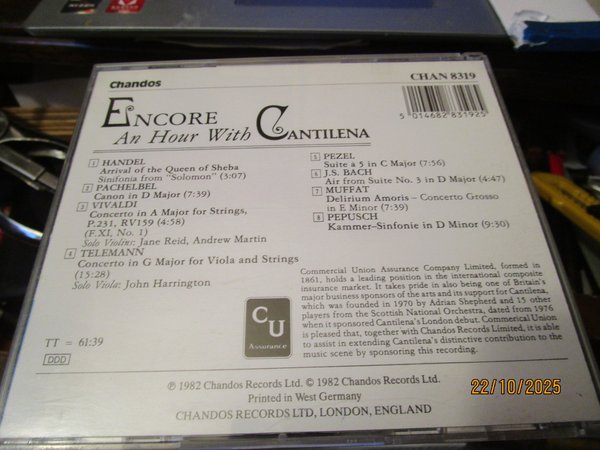 Chandos
CHAN 8319
ENCORE
An Hour With CANTILENA
5 014682 831925
1 HANDEL
Arrival of the Queen of Sheba
Sinfonia from "Solomon" (3:07)
2 PACHELBEL
Canon in D Major (7:39)
3 VIVALDI
Concerto in A Major for Strings,
P.231, RV159 (4:58)
(F.XI, No. 1)
Solo Violins: Jane Reid, Andrew Martin
4 TELEMANN
Concerto in G Major for Viola and Strings
(15:28)
Solo Viola: John Harrington
5 PEZEL
Suite a 5 in C Major (7:56)
6 J.S. BACH
Air from Suite No. 3 in D Major (4:47)
7 MUFFAT
Delirium Amoris – Concerto Grosso
in E Minor (7:39)
8 PEPUSCH
Kammer-Sinfonie in D Minor (9:30)
Commercial Union Assurance Company Limited, formed in
1861, holds a leading position in the international composite
insurance market. It takes pride in also being one of Britain's
major business sponsors of the arts and its support for Cantilena,
which was founded in 1970 by Adrian Shepherd and 15 other
players from the Scottish National Orchestra, dated from 1976
when it sponsored Cantilena's London debut. Commerical Union
is pleased that, together with Chandos Records Limited, it is able
to assist in extending Cantilena's distinctive contribution to the
music scene by sponsoring this recording.
CU
Assurance
TT = 61:39
DDD
℗ 1982 Chandos Records Ltd. © 1982 Chandos Records Ltd.
Printed in West Germany
CHANDOS RECORDS LTD, LONDON, ENGLAND
22/10/2025